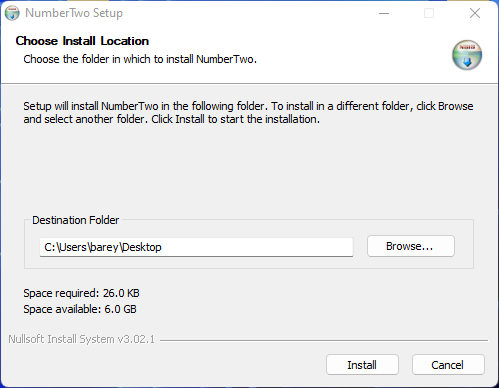 NumberTwo Setup
Choose Install Location
Choose the folder in which to install NumberTwo.
Setup will install NumberTwo in the following folder. To install in a different folder, click Browse
and select another folder. Click Install to start the installation.
Destination Folder
C:\Users\barey\Desktop
Browse...
Space required: 26.0 KB
Space available: 6.0 GB
Nullsoft Install System v3.02.1
Install
Cancel